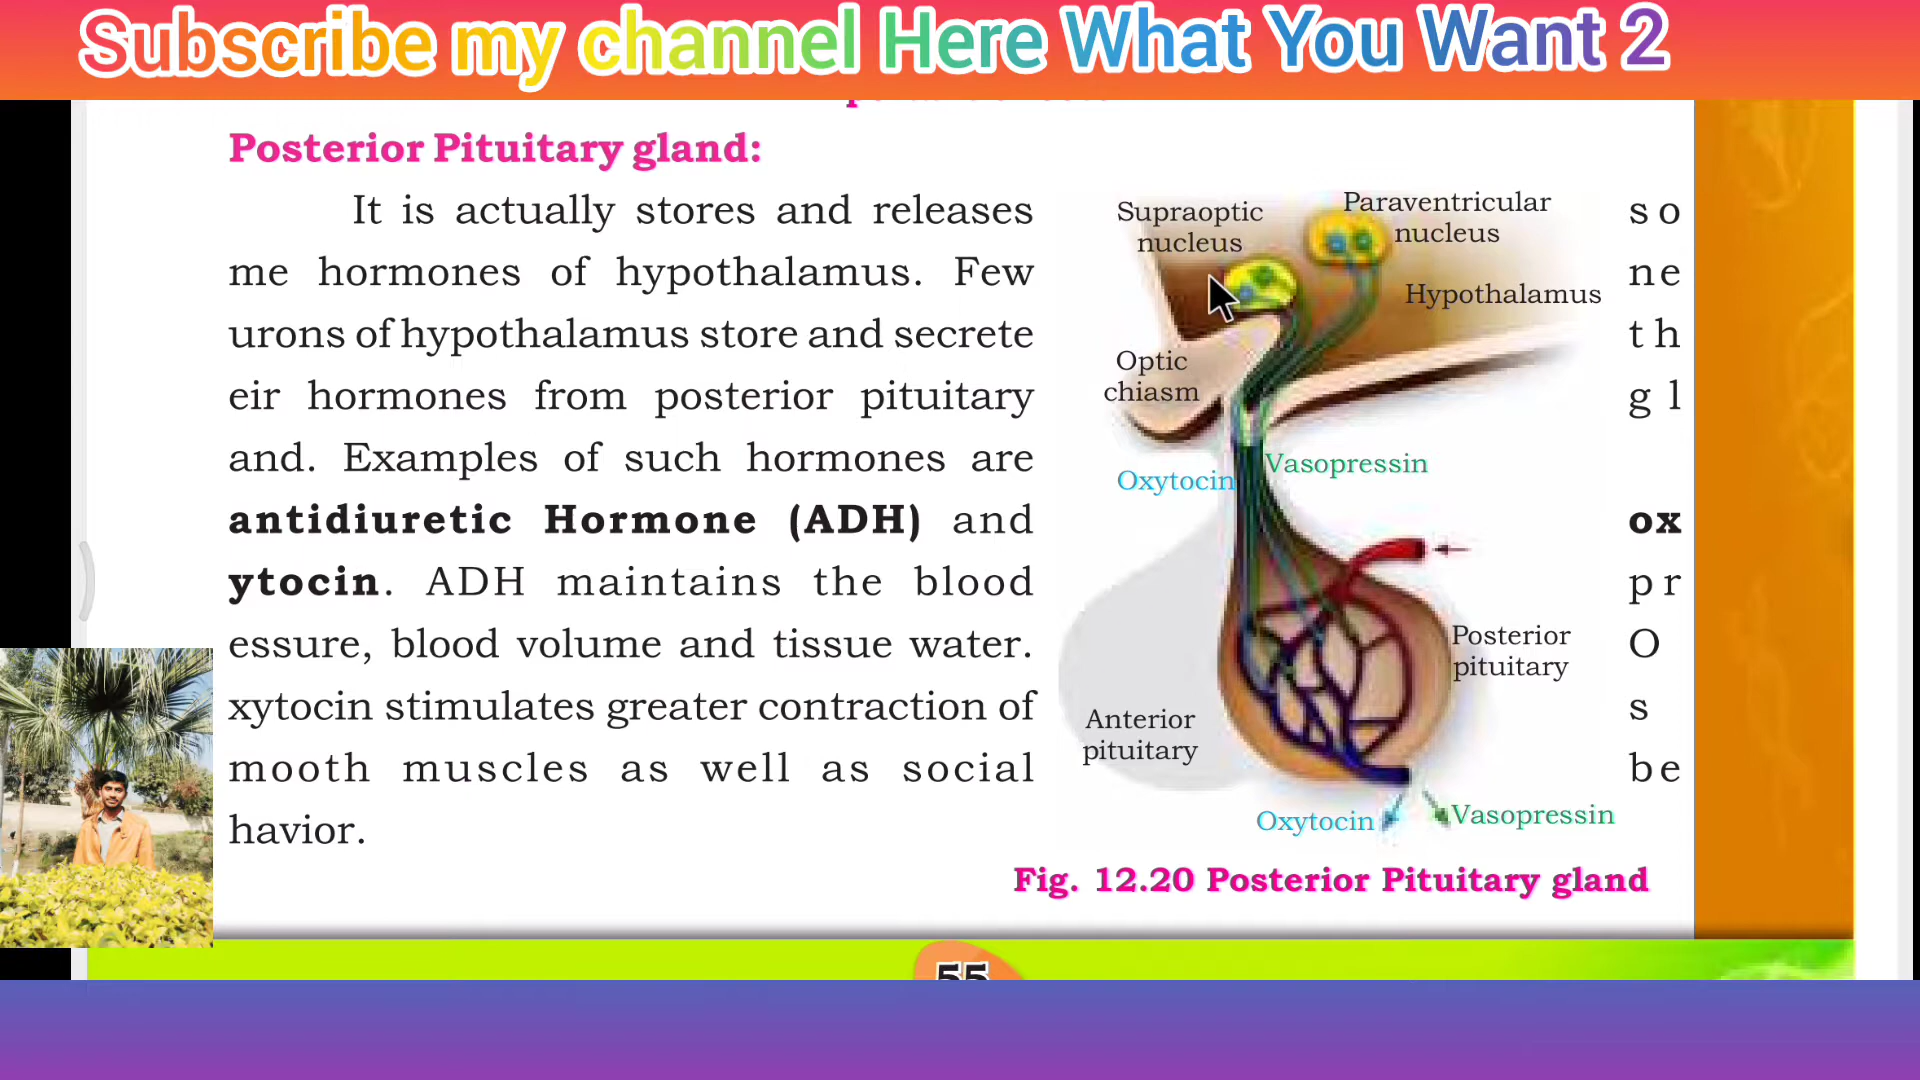 Subscribe my channel Here What You Want 2
Posterior Pituitary gland:
It is actually stores and releases so
me hormones of hypothalamus. Few ne
urons of hypothalamus store and secrete th
eir hormones from posterior pituitary gl
and. Examples of such hormones are
antidiuretic Hormone (ADH) and ox
ytocin. ADH maintains the blood pr
essure, blood volume and tissue water. O
xytocin stimulates greater contraction of s
mooth muscles as well as social be
havior.
Supraoptic
nucleus
Paraventricular
nucleus
Hypothalamus
Optic
chiasm
Oxytocin
Vasopressin
Posterior
pituitary
Anterior
pituitary
Oxytocin
Vasopressin
Fig. 12.20 Posterior Pituitary gland
55